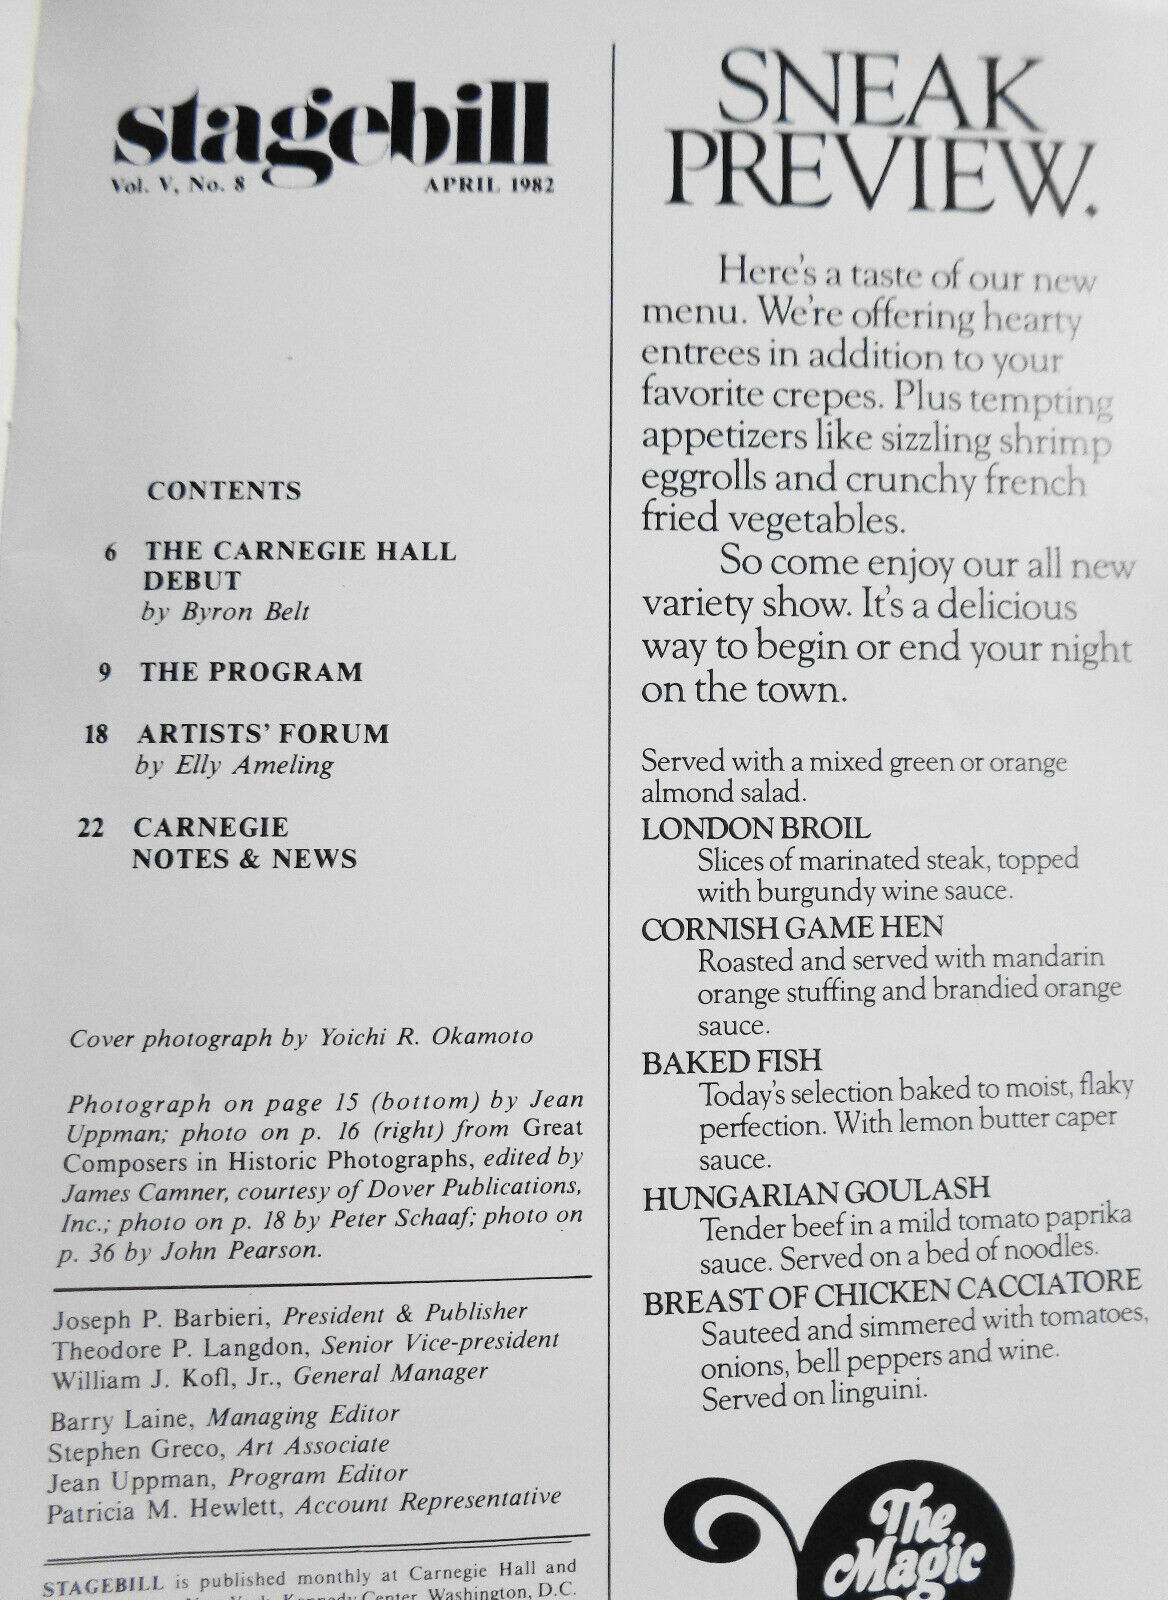 stagebill
Vol. V, No. 8 APRIL 1982
CONTENTS
6 THE CARNEGIE HALL
DEBUT
by Byron Belt
9 THE PROGRAM
18 ARTISTS' FORUM
by Elly Ameling
22 CARNEGIE
NOTES & NEWS
Cover photograph by Yoichi R. Okamoto
Photograph on page 15 (bottom) by Jean
Uppman; photo on p. 16 (right) from Great
Composers in Historic Photographs, edited by
James Camner, courtesy of Dover Publications,
Inc.; photo on p. 18 by Peter Schaaf; photo on
p. 36 by John Pearson.
Joseph P. Barbieri, President & Publisher
Theodore P. Langdon, Senior Vice-president
William J. Kofl, Jr., General Manager
Barry Laine, Managing Editor
Stephen Greco, Art Associate
Jean Uppman, Program Editor
Patricia M. Hewlett, Account Representative
STAGEBILL is published monthly at Carnegie Hall and
Kennedy Center, Washington, D.C.
SNEAK
PREVIEW.
Here's a taste of our new
menu. We're offering hearty
entrees in addition to your
favorite crepes. Plus tempting
appetizers like sizzling shrimp
eggrolls and crunchy french
fried vegetables.
So come enjoy our all new
variety show. It's a delicious
way to begin or end your night
on the town.
Served with a mixed green or orange
almond salad.
LONDON BROIL
Slices of marinated steak, topped
with burgundy wine sauce.
CORNISH GAME HEN
Roasted and served with mandarin
orange stuffing and brandied orange
sauce.
BAKED FISH
Today's selection baked to moist, flaky
perfection. With lemon butter caper
sauce.
HUNGARIAN GOULASH
Tender beef in a mild tomato paprika
sauce. Served on a bed of noodles.
BREAST OF CHICKEN CACCIATORE
Sauteed and simmered with tomatoes,
onions, bell peppers and wine.
Served on linguini.
The
Magic